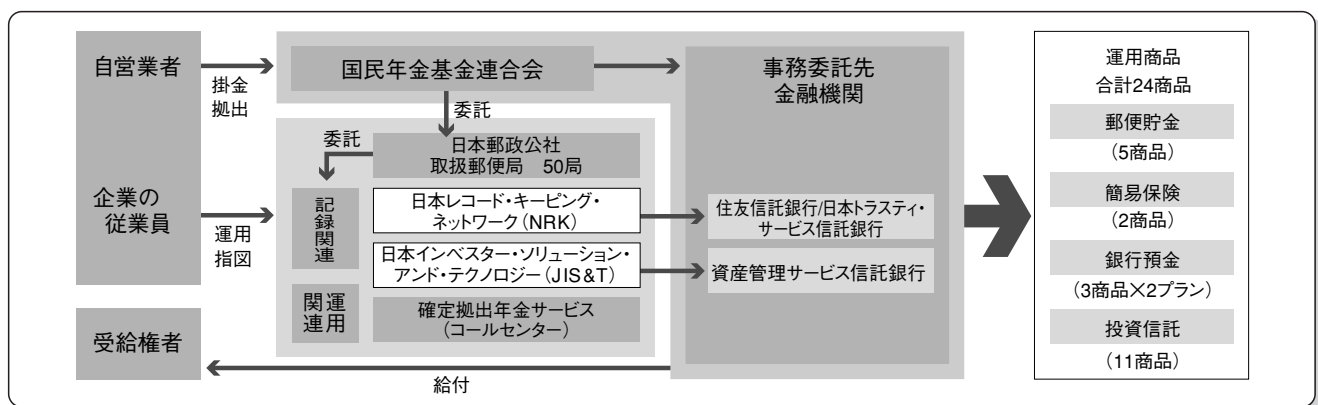 自営業者
企業の
従業員
受給権者
掛金
拠出
運用
指図
国民年金基金連合会
委託
委託
日本郵政公社
取扱郵便局 50局
記録関連
日本レコード・キーピング・
ネットワーク(NRK)
日本インベスター・ソリューション・
アンド・テクノロジー(JIS&T)
運用
関連
確定拠出年金サービス
(コールセンター)
給付
事務委託先
金融機関
住友信託銀行/日本トラスティ・
サービス信託銀行
資産管理サービス信託銀行
運用商品
合計24商品
郵便貯金
(5商品)
簡易保険
(2商品)
銀行預金
(3商品×2プラン)
投資信託
(11商品)